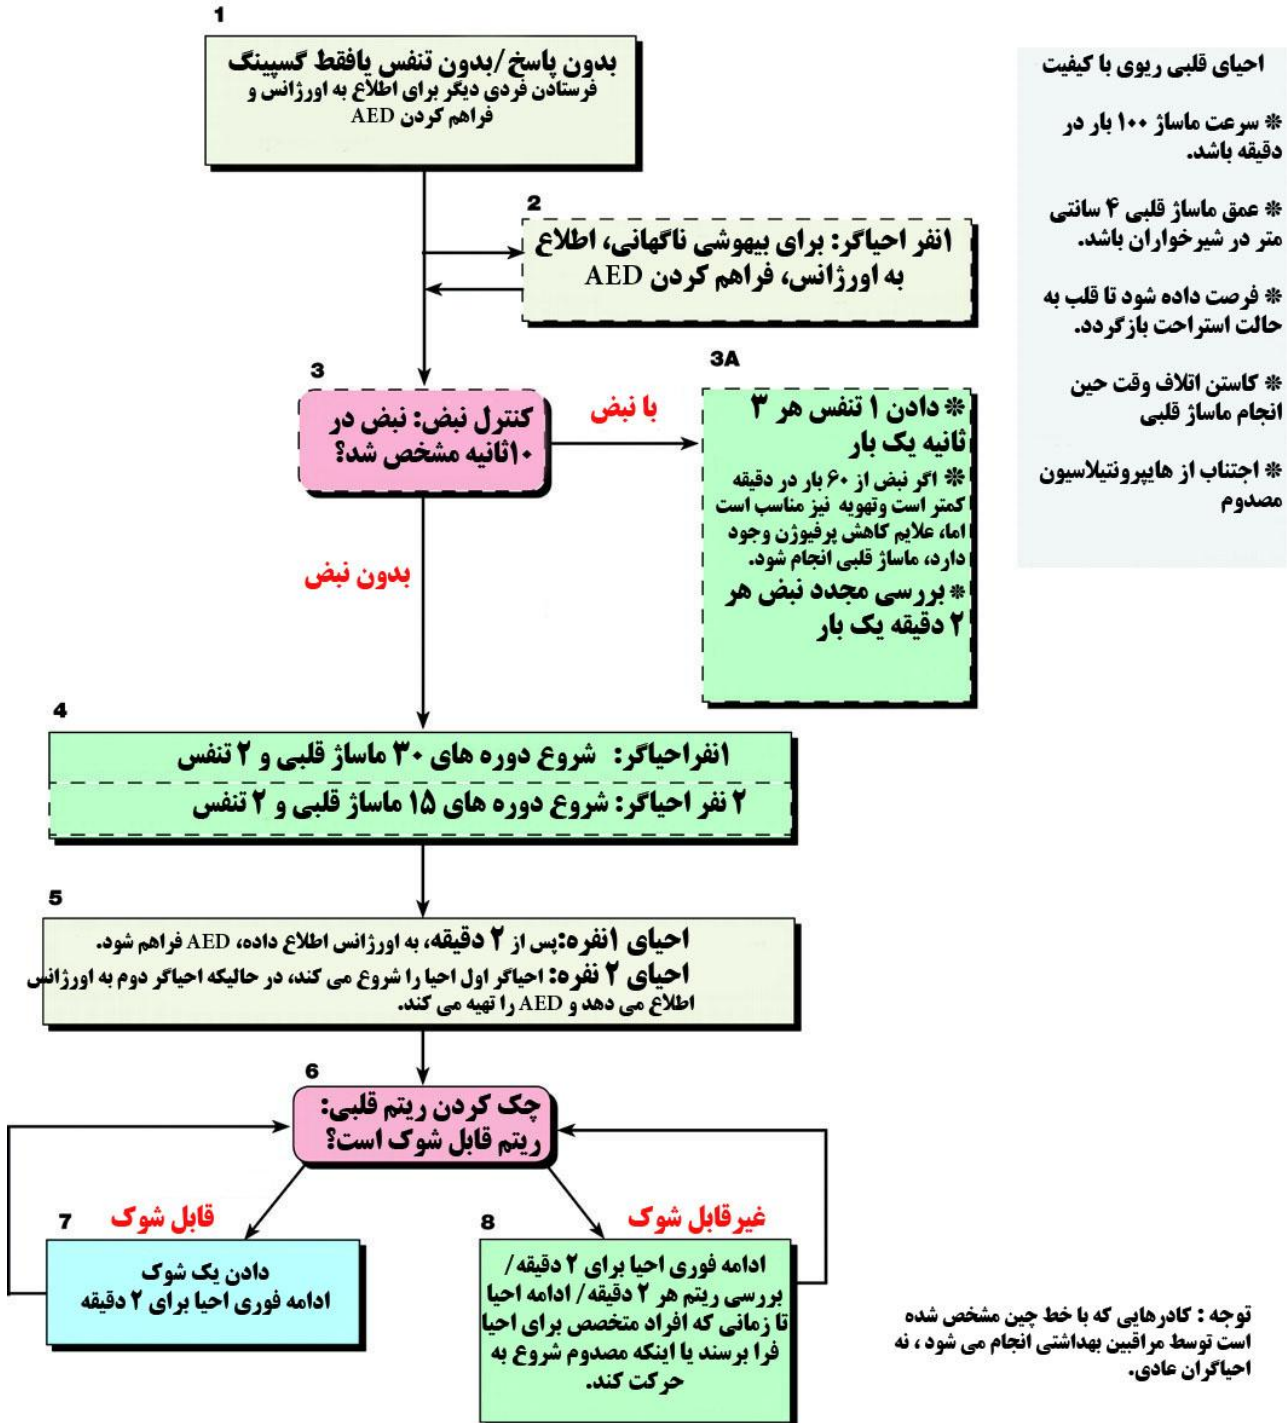 1
بدون پاسخ/بدون تنفس یافقط گسپینگ
فرستادن فردی دیگر برای اطلاع به اورژانس و
فراهم کردن AED
2
۱نفر احیاگر: برای بیهوشی ناگهانی، اطلاع
به اورژانس، فراهم کردن AED
3
کنترل نبض: نبض در
۱۰ثانیه مشخص شد؟
با نبض
3A
❊ دادن ۱ تنفس هر ۳
ثانیه یک بار
❊ اگر نبض از ۶۰ بار در دقیقه
کمتر است وتهویه نیز مناسب است
اما، علایم کاهش پرفیوژن وجود
دارد، ماساژ قلبی انجام شود.
❊ بررسی مجدد نبض هر
۲ دقیقه یک بار
بدون نبض
4
۱نفراحیاگر: شروع دوره های ۳۰ ماساژ قلبی و ۲ تنفس
۲ نفر احیاگر: شروع دوره های ۱۵ ماساژ قلبی و ۲ تنفس
5
احیای ۱نفره:پس از ۲ دقیقه، به اورژانس اطلاع داده، AED فراهم شود.
احیای ۲ نفره: احیاگر اول احیا را شروع می کند، در حالیکه احیاگر دوم به اورژانس
اطلاع می دهد و AED را تهیه می کند.
6
چک کردن ریتم قلبی:
ریتم قابل شوک است؟
قابل شوک
7
دادن یک شوک
ادامه فوری احیا برای ۲ دقیقه
غیرقابل شوک
8
ادامه فوری احیا برای ۲ دقیقه/
بررسی ریتم هر ۲ دقیقه/ ادامه احیا
تا زمانی که افراد متخصص برای احیا
فرا برسند یا اینکه مصدوم شروع به
حرکت کند.
احیای قلبی ریوی با کیفیت
❊ سرعت ماساژ ۱۰۰ بار در
دقیقه باشد.
❊ عمق ماساژ قلبی ۴ سانتی
متر در شیرخواران باشد.
❊ فرصت داده شود تا قلب به
حالت استراحت بازگردد.
❊ کاستن اتلاف وقت حین
انجام ماساژ قلبی
❊ اجتناب از هایپرونتیلاسیون
مصدوم
توجه : کادرهایی که با خط چین مشخص شده
است توسط مراقبین بهداشتی انجام می شود ، نه
احیاگران عادی.